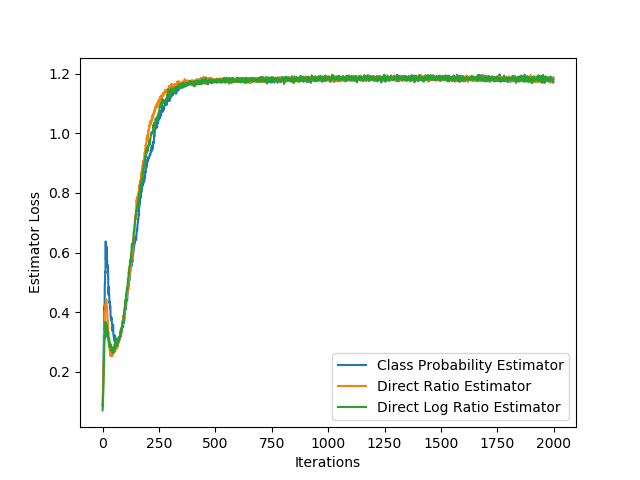 1.2
1.0
0.8
0.6
0.4
0.2
Estimator Loss
Class Probability Estimator
Direct Ratio Estimator
Direct Log Ratio Estimator
0 250 500 750 1000 1250 1500 1750 2000
Iterations